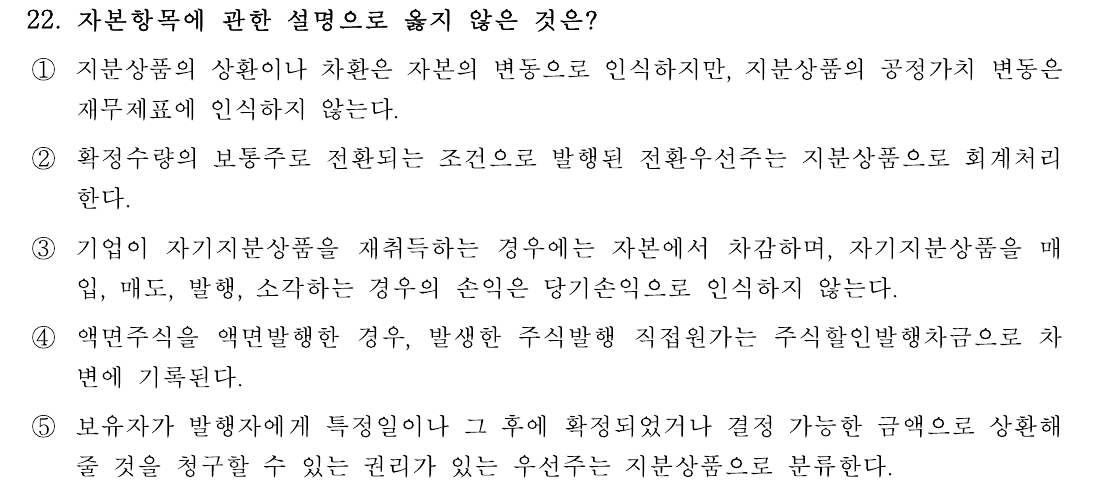 22. 자본항목에 관한 설명으로 옳지 않은 것은?
① 지분상품의 상환이나 차환은 자본의 변동으로 인식하지만, 지분상품의 공정가치 변동은
재무제표에 인식하지 않는다.
② 확정수량의 보통주로 전환되는 조건으로 발행된 전환우선주는 지분상품으로 회계처리
한다.
③ 기업이 자기지분상품을 재취득하는 경우에는 자본에서 차감하며, 자기지분상품을 매
입, 매도, 발행, 소각하는 경우의 손익은 당기손익으로 인식하지 않는다.
④ 액면주식을 액면발행한 경우, 발생한 주식발행 직접원가는 주식할인발행차금으로 차
변에 기록된다.
⑤ 보유자가 발행자에게 특정일이나 그 후에 확정되었거나 결정 가능한 금액으로 상환해
줄 것을 청구할 수 있는 권리가 있는 우선주는 지분상품으로 분류한다.